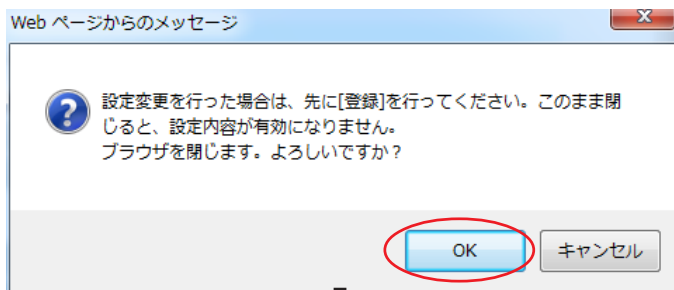 Web ページからのメッセージ
設定変更を行った場合は、先に[登録]を行ってください。このまま閉
じると、設定内容が有効になりません。
ブラウザを閉じます。よろしいですか？
OK キャンセル